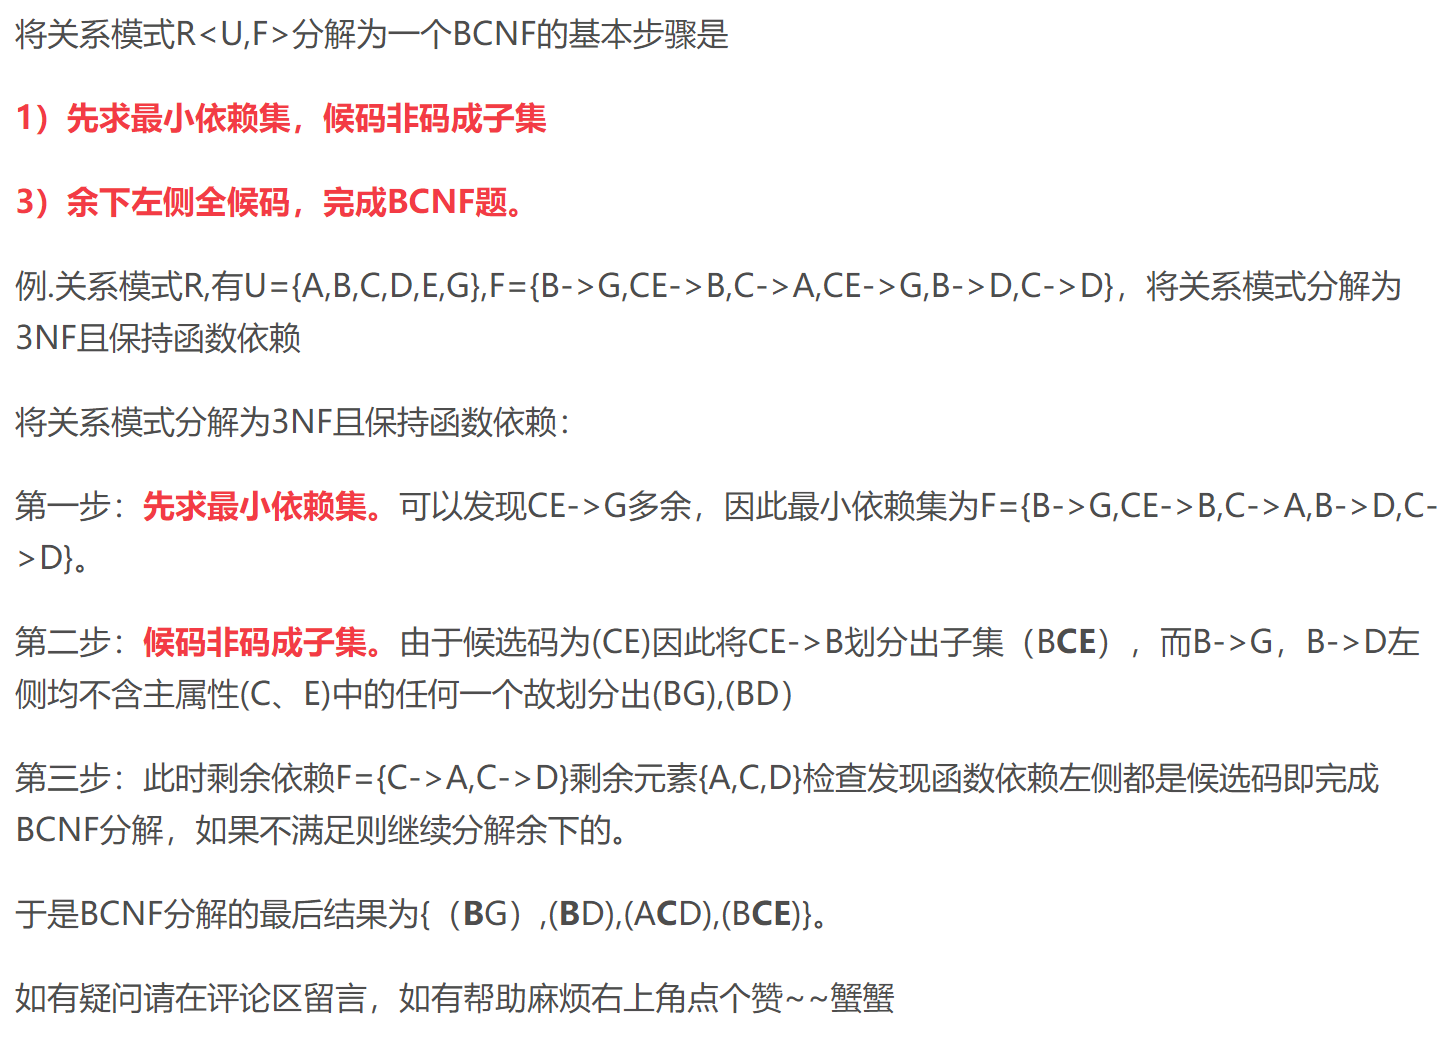 将关系模式R<U,F>分解为一个BCNF的基本步骤是
1）先求最小依赖集，候码非码成子集
3）余下左侧全候码，完成BCNF题。
例.关系模式R,有U={A,B,C,D,E,G},F={B->G,CE->B,C->A,CE->G,B->D,C->D}，将关系模式分解为
3NF且保持函数依赖
将关系模式分解为3NF且保持函数依赖：
第一步：先求最小依赖集。可以发现CE->G多余，因此最小依赖集为F={B->G,CE->B,C->A,B->D,C-
>D}。
第二步：候码非码成子集。由于候选码为(CE)因此将CE->B划分出子集（BCE），而B->G，B->D左
侧均不含主属性(C、E)中的任何一个故划分出(BG),(BD）
第三步：此时剩余依赖F={C->A,C->D}剩余元素{A,C,D}检查发现函数依赖左侧都是候选码即完成
BCNF分解，如果不满足则继续分解余下的。
于是BCNF分解的最后结果为{（BG）,(BD),(ACD),(BCE)}。
如有疑问请在评论区留言，如有帮助麻烦右上角点个赞~~蟹蟹